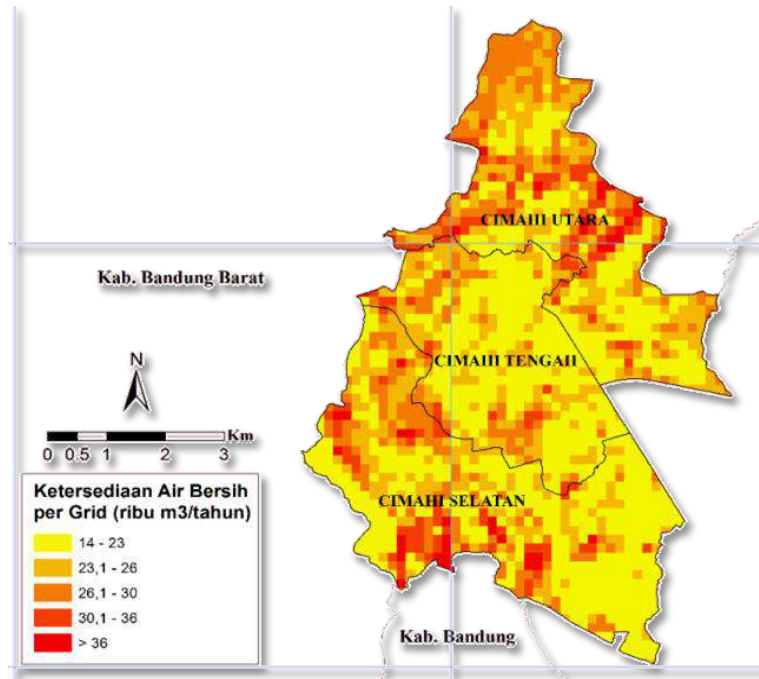 CIMAHI UTARA
Kab. Bandung Barat
N
CIMAHI TENGAH
0 0.5 1 2 3 Km
Ketersediaan Air Bersih
per Grid (ribu m3/tahun)
14 - 23
23,1 - 26
26,1 - 30
30,1 - 36
> 36
CIMAHI SELATAN
Kab. Bandung